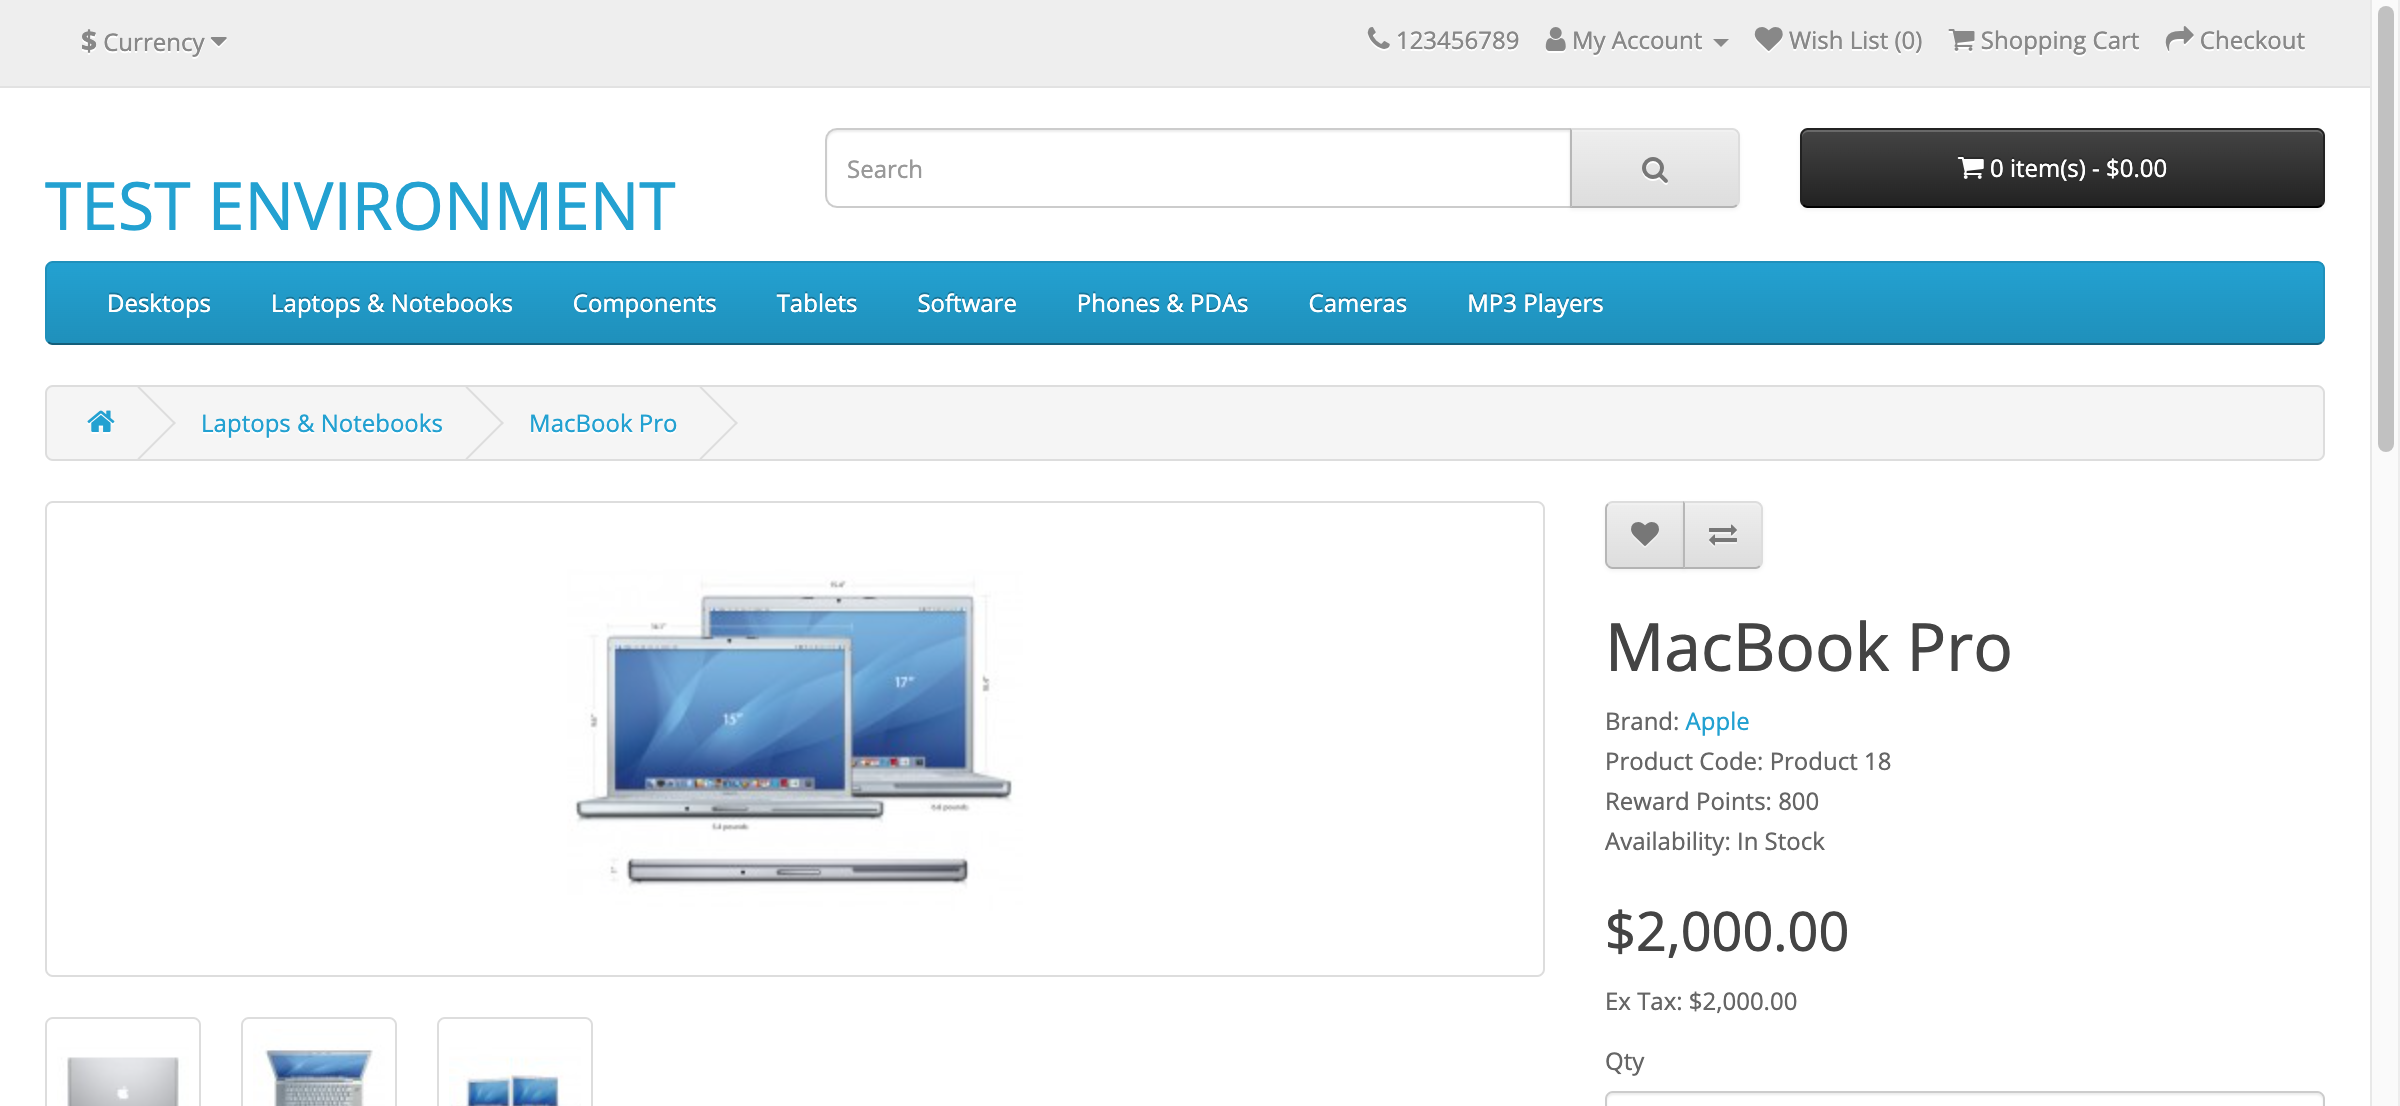 $ Currency
123456789 My Account Wish List (0) Shopping Cart Checkout
TEST ENVIRONMENT
Search
0 item(s) - $0.00
Desktops Laptops & Notebooks Components Tablets Software Phones & PDAs Cameras MP3 Players
Laptops & Notebooks MacBook Pro
17"
15"
MacBook Pro
Brand: Apple
Product Code: Product 18
Reward Points: 800
Availability: In Stock
$2,000.00
Ex Tax: $2,000.00
Qty